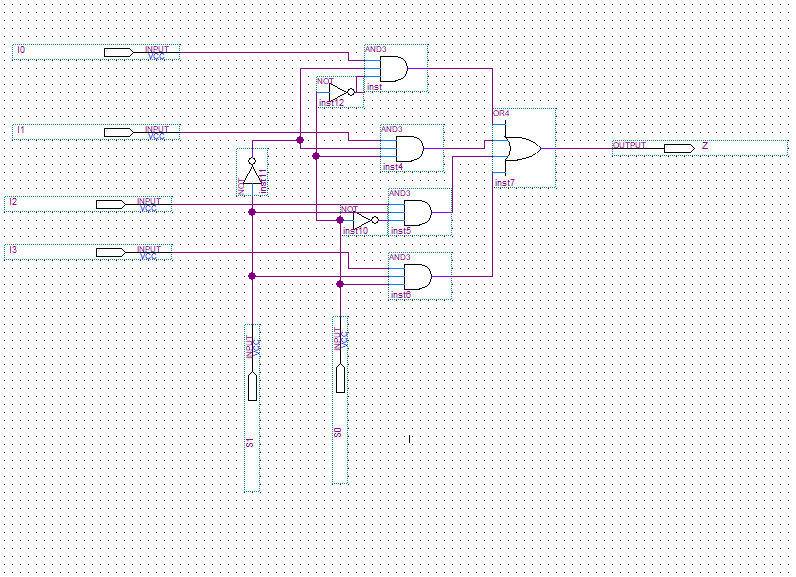 I0
INPUT
VCC
AND3
inst
NOT
inst12
I1
INPUT
VCC
AND3
inst4
OR4
inst7
OUTPUT
Z
NOT
inst11
I2
INPUT
VCC
AND3
inst5
NOT
inst10
I3
INPUT
VCC
AND3
inst6
INPUT
VCC
S1
INPUT
VCC
S0